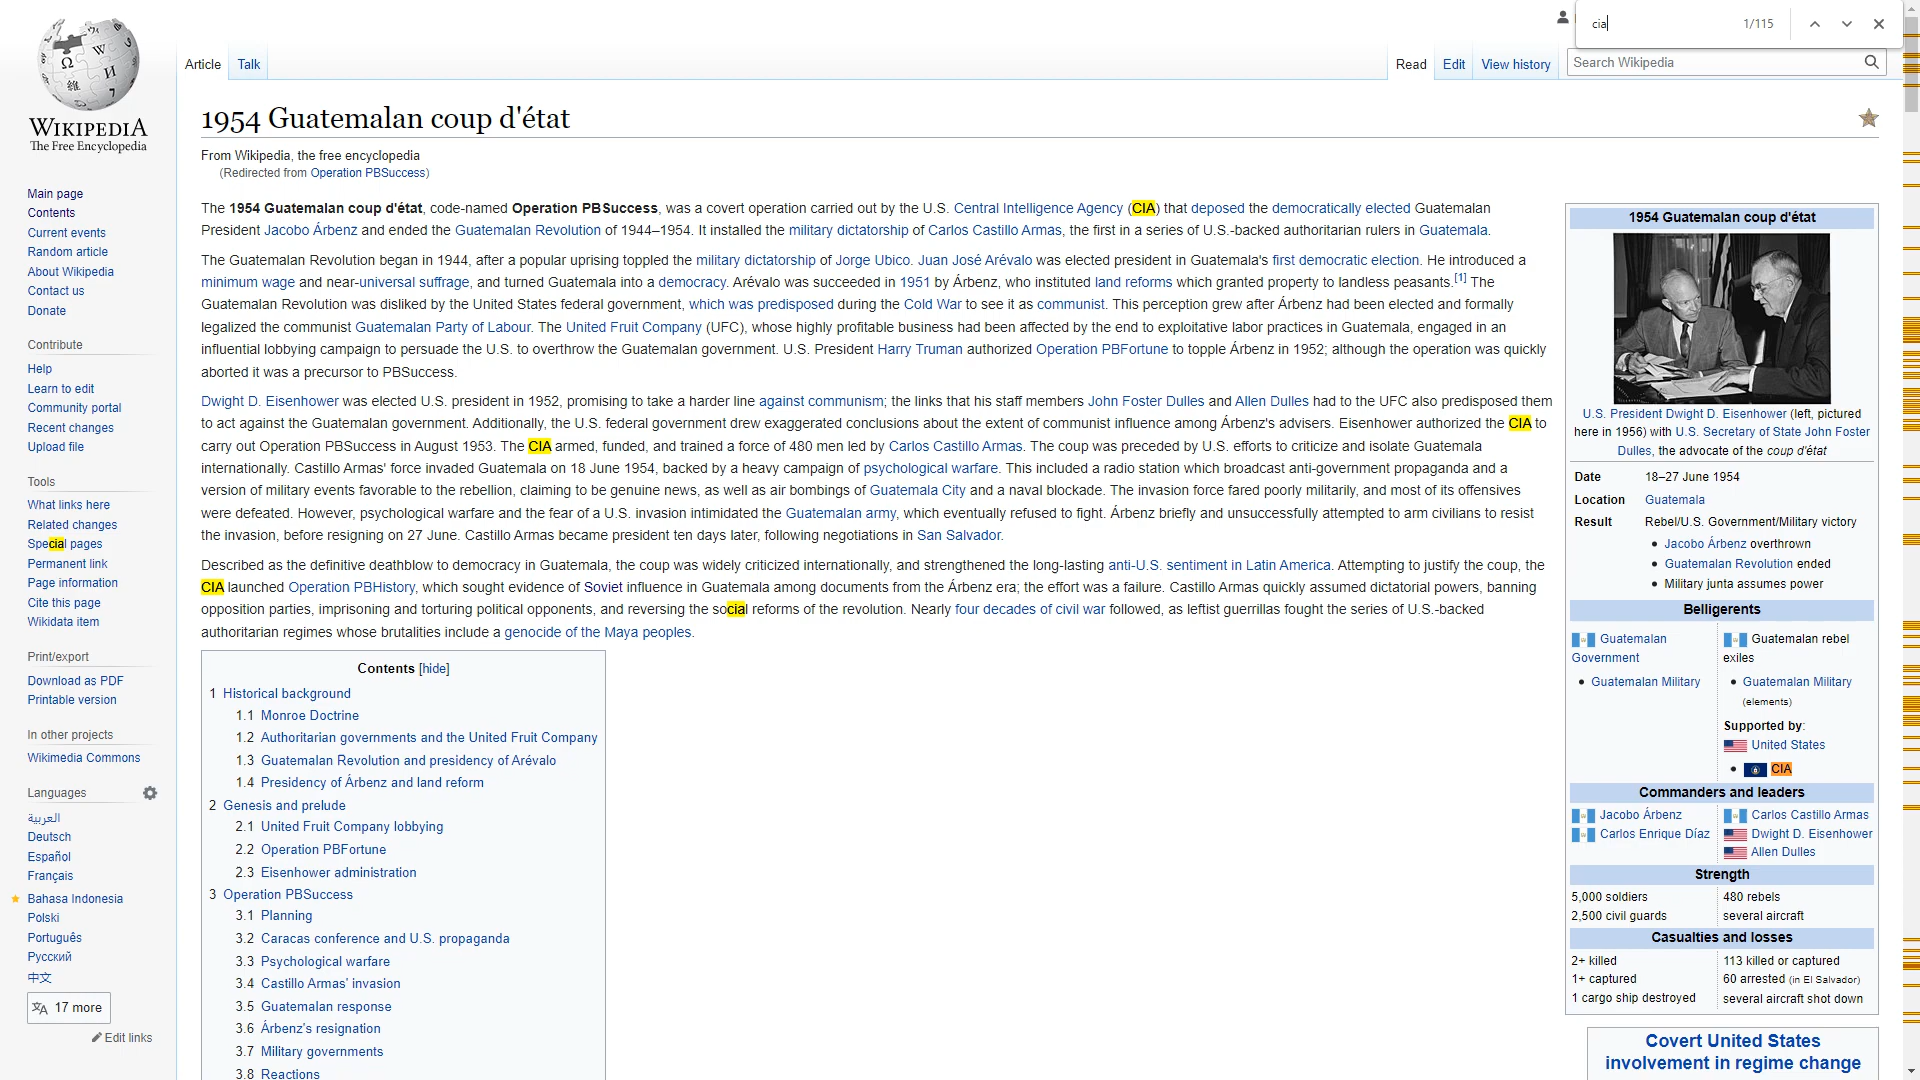 cia
1/115
Article
Talk
Read
Edit
View history
Search Wikipedia
WIKIPEDIA
The Free Encyclopedia
Main page
Contents
Current events
Random article
About Wikipedia
Contact us
Donate
Contribute
Help
Learn to edit
Community portal
Recent changes
Upload file
Tools
What links here
Related changes
Special pages
Permanent link
Page information
Cite this page
Wikidata item
Print/export
Download as PDF
Printable version
In other projects
Wikimedia Commons
Languages
العربية
Deutsch
Español
Français
Bahasa Indonesia
Polski
Português
Русский
中文
17 more
Edit links
1954 Guatemalan coup d'état
From Wikipedia, the free encyclopedia
(Redirected from Operation PBSuccess)
The 1954 Guatemalan coup d'état, code-named Operation PBSuccess, was a covert operation carried out by the U.S. Central Intelligence Agency (CIA) that deposed the democratically elected Guatemalan
President Jacobo Árbenz and ended the Guatemalan Revolution of 1944–1954. It installed the military dictatorship of Carlos Castillo Armas, the first in a series of U.S.-backed authoritarian rulers in Guatemala.
The Guatemalan Revolution began in 1944, after a popular uprising toppled the military dictatorship of Jorge Ubico. Juan José Arévalo was elected president in Guatemala's first democratic election. He introduced a
minimum wage and near-universal suffrage, and turned Guatemala into a democracy. Arévalo was succeeded in 1951 by Árbenz, who instituted land reforms which granted property to landless peasants.[1] The
Guatemalan Revolution was disliked by the United States federal government, which was predisposed during the Cold War to see it as communist. This perception grew after Árbenz had been elected and formally
legalized the communist Guatemalan Party of Labour. The United Fruit Company (UFC), whose highly profitable business had been affected by the end to exploitative labor practices in Guatemala, engaged in an
influential lobbying campaign to persuade the U.S. to overthrow the Guatemalan government. U.S. President Harry Truman authorized Operation PBFortune to topple Árbenz in 1952; although the operation was quickly
aborted it was a precursor to PBSuccess.
Dwight D. Eisenhower was elected U.S. president in 1952, promising to take a harder line against communism; the links that his staff members John Foster Dulles and Allen Dulles had to the UFC also predisposed them
to act against the Guatemalan government. Additionally, the U.S. federal government drew exaggerated conclusions about the extent of communist influence among Árbenz's advisers. Eisenhower authorized the CIA to
carry out Operation PBSuccess in August 1953. The CIA armed, funded, and trained a force of 480 men led by Carlos Castillo Armas. The coup was preceded by U.S. efforts to criticize and isolate Guatemala
internationally. Castillo Armas' force invaded Guatemala on 18 June 1954, backed by a heavy campaign of psychological warfare. This included a radio station which broadcast anti-government propaganda and a
version of military events favorable to the rebellion, claiming to be genuine news, as well as air bombings of Guatemala City and a naval blockade. The invasion force fared poorly militarily, and most of its offensives
were defeated. However, psychological warfare and the fear of a U.S. invasion intimidated the Guatemalan army, which eventually refused to fight. Árbenz briefly and unsuccessfully attempted to arm civilians to resist
the invasion, before resigning on 27 June. Castillo Armas became president ten days later, following negotiations in San Salvador.
Described as the definitive deathblow to democracy in Guatemala, the coup was widely criticized internationally, and strengthened the long-lasting anti-U.S. sentiment in Latin America. Attempting to justify the coup, the
CIA launched Operation PBHistory, which sought evidence of Soviet influence in Guatemala among documents from the Árbenz era; the effort was a failure. Castillo Armas quickly assumed dictatorial powers, banning
opposition parties, imprisoning and torturing political opponents, and reversing the social reforms of the revolution. Nearly four decades of civil war followed, as leftist guerrillas fought the series of U.S.-backed
authoritarian regimes whose brutalities include a genocide of the Maya peoples.
Contents [hide]
1 Historical background
1.1 Monroe Doctrine
1.2 Authoritarian governments and the United Fruit Company
1.3 Guatemalan Revolution and presidency of Arévalo
1.4 Presidency of Árbenz and land reform
2 Genesis and prelude
2.1 United Fruit Company lobbying
2.2 Operation PBFortune
2.3 Eisenhower administration
3 Operation PBSuccess
3.1 Planning
3.2 Caracas conference and U.S. propaganda
3.3 Psychological warfare
3.4 Castillo Armas' invasion
3.5 Guatemalan response
3.6 Árbenz's resignation
3.7 Military governments
3.8 Reactions
1954 Guatemalan coup d'état
U.S. President Dwight D. Eisenhower (left, pictured
here in 1956) with U.S. Secretary of State John Foster
Dulles, the advocate of the coup d'état
Date 18–27 June 1954
Location Guatemala
Result Rebel/U.S. Government/Military victory
• Jacobo Árbenz overthrown
• Guatemalan Revolution ended
• Military junta assumes power
Belligerents
Guatemalan
Government
• Guatemalan Military
Guatemalan rebel
exiles
• Guatemalan Military
(elements)
Supported by:
United States
• CIA
Commanders and leaders
Jacobo Árbenz
Carlos Enrique Díaz
Carlos Castillo Armas
Dwight D. Eisenhower
Allen Dulles
Strength
5,000 soldiers
2,500 civil guards
480 rebels
several aircraft
Casualties and losses
2+ killed
1+ captured
1 cargo ship destroyed
113 killed or captured
60 arrested (in El Salvador)
several aircraft shot down
Covert United States
involvement in regime change